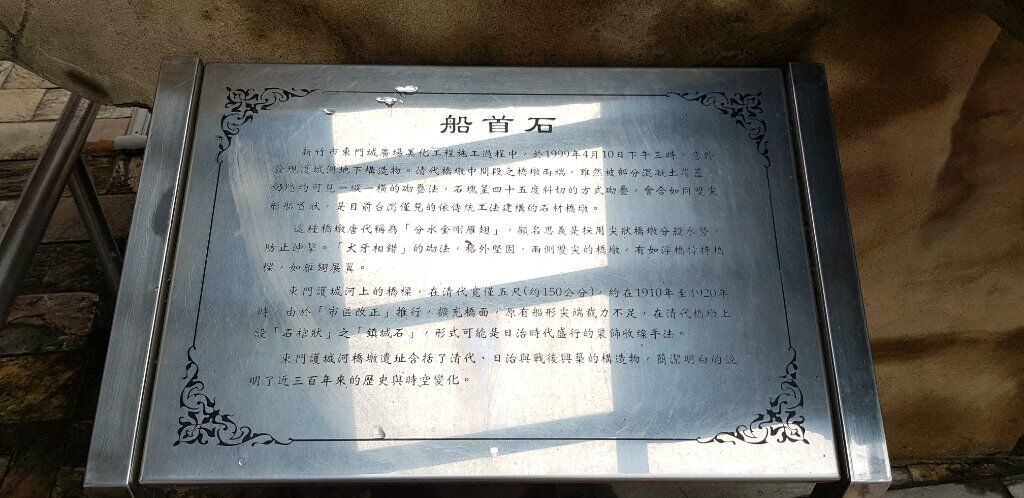 船首石
新竹市東門城廣場美化工程施工過程中，於1999年4月10日下午三時，意外
發現護城河地下構造物。清代橋墩中間段之橋墩兩端，雖然被部分混凝土覆蓋，
仍隱約可見一縱一橫的砌疊法，石塊呈四十五度斜切的方式砌疊，會合如同雙尖
形船首狀，是目前台灣僅見的依傳統工法建構的石材橋墩。
這種橋墩唐代稱為「分水金剛雁翅」，顧名思義是採用尖狀橋墩分殺水勢，
防止沖擊。「犬牙相錯」的砌法，格外堅固，兩側雙尖的橋墩，有如浮橋 持橋
樑，如雁翅展翼。
東門護城河上的橋樑，在清代寬僅五尺(約150公分)，約在1910年至1920年
時，由於「市區改正」推行，擴充橋面，原有船形尖端載力不足，在清代橋墩上
設「石棺狀」之「鎮城石」，形式可能是日治時代盛行的裝飾收線手法。
東門護城河橋墩遺址含括了清代、日治與戰後興築的構造物，簡潔明白的說
明了近三百年來的歷史與時空變化。